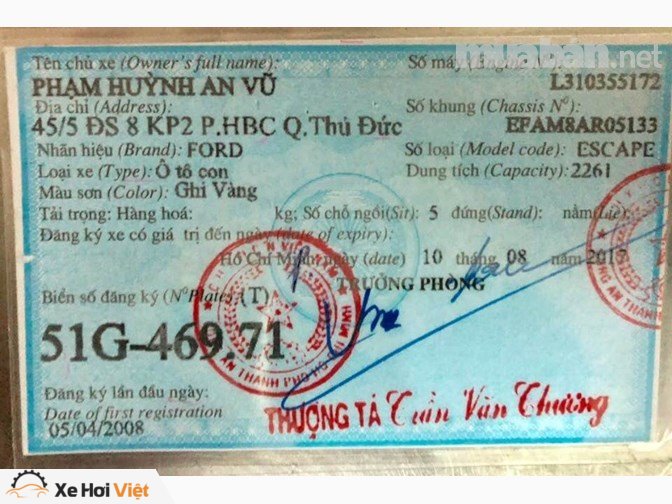 muaban.net
Tên chủ xe (Owner's full name):
PHẠM HUỲNH AN VŨ
Số máy (Engine N°):
L310355172
Địa chỉ (Address):
Số khung (Chassis N°):
45/5 ĐS 8 KP2 P.HBC Q.Thủ Đức
EFAM8AR05133
Nhãn hiệu (Brand): FORD
Số loại (Model code): ESCAPE
Loại xe (Type): Ô tô con
Dung tích (Capacity): 2261
Màu sơn (Color): Ghi Vàng
Tải trọng: Hàng hoá: kg; Số chỗ ngồi(Sit): 5 đứng(Stand): nằm(Lie):
Đăng ký xe có giá trị đến ngày (date of expiry):
Hồ Chí Minh, ngày (date) 10 tháng 08 năm
TRƯỞNG PHÒNG
Biển số đăng ký (N°Plate): (T)
51G-469.71
Đăng ký lần đầu ngày:
Date of first registration
05/04/2008
THƯỢNG TÁ Trần Văn Thương
Xe Hơi Việt